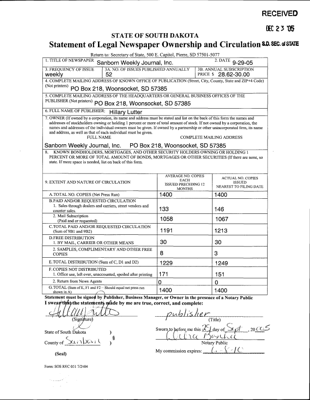 RECEIVED
DEC 23 '05
S.D. SEC. of STATE
STATE OF SOUTH DAKOTA
Statement of Legal Newspaper Ownership and Circulation
Return to: Secretary of State, 500 E. Capitol, Pierre, SD 57501-5077
1. TITLE OF NEWSPAPER Sanborn Weekly Journal, Inc. 2. DATE 9-29-05
3. FREQUENCY OF ISSUE weekly
3A. NO. OF ISSUES PUBLISHED ANNUALLY 52
3B. ANNUAL SUBSCRIPTION PRICE $ 28.62-30.00
4. COMPLETE MAILING ADDRESS OF KNOWN OFFICE OF PUBLICATION (Street, City, County, State and ZIP+4 Code)
(Not printers) PO Box 218, Woonsocket, SD 57385
5. COMPLETE MAILING ADDRESS OF THE HEADQUARTERS OR GENERAL BUSINESS OFFICES OF THE
PUBLISHER (Not printers) PO Box 218, Woonsocket, SD 57385
6. FULL NAME OF PUBLISHER: Hillary Lutter
7. OWNER (If owned by a corporation, its name and address must be stated and list on the back of this form the names and
addresses of stockholders owning or holding 1 percent or more of total amount of stock. If not owned by a corporation, the
names and addresses of the individual owners must be given. If owned by a partnership or other unincorporated firm, its name
and address, as well as that of each individual must be given.
FULL NAME COMPLETE MAILING ADDRESS
Sanborn Weekly Journal, Inc. PO Box 218, Woonsocket, SD 57385
8. KNOWN BONDHOLDERS, MORTGAGES, AND OTHER SECURITY HOLDERS OWNING OR HOLDING 1
PERCENT OR MORE OF TOTAL AMOUNT OF BONDS, MORTGAGES OR OTHER SECURITIES (If there are none, so
state. If more space is needed, list on back of this form.
9. EXTENT AND NATURE OF CIRCULATION
AVERAGE NO. COPIES EACH ISSUED PRECEDING 12 MONTHS
ACTUAL NO. COPIES ISSUED NEAREST TO FILING DATE
A. TOTAL NO. COPIES (Net Press Run) 1400 1400
B. PAID AND/OR REQUESTED CIRCULATION
1. Sales through dealers and carriers, street vendors and
counter sales. 133 146
2. Mail Subscription
(Paid and/or requested) 1058 1067
C. TOTAL PAID AND/OR REQUESTED CIRCULATION
(Sum of 9B1 and 9B2) 1191 1213
D. FREE DISTRIBUTION
1. BY MAIL, CARRIER OR OTHER MEANS 30 30
2. SAMPLES, COMPLIMENTARY AND OTHER FREE
COPIES 8 3
E. TOTAL DISTRIBUTION (Sum of C, D1 and D2) 1229 1249
F. COPIES NOT DISTRIBUTED
1. Office use, left over, unaccounted, spoiled after printing 171 151
2. Return from News Agents 0 0
G. TOTAL (Sum of E, F1 and F2 - Should equal net press run
shown in A) 1400 1400
Statement must be signed by Publisher, Business Manager, or Owner in the presence of a Notary Public
I swear that the statements made by me are true, correct, and complete:
publisher
(Signature) (Title)
State of South Dakota )
Sworn to before me this day of Sept 2005
County of Sanborn ) §
Notary Public
(Seal) My commission expires: